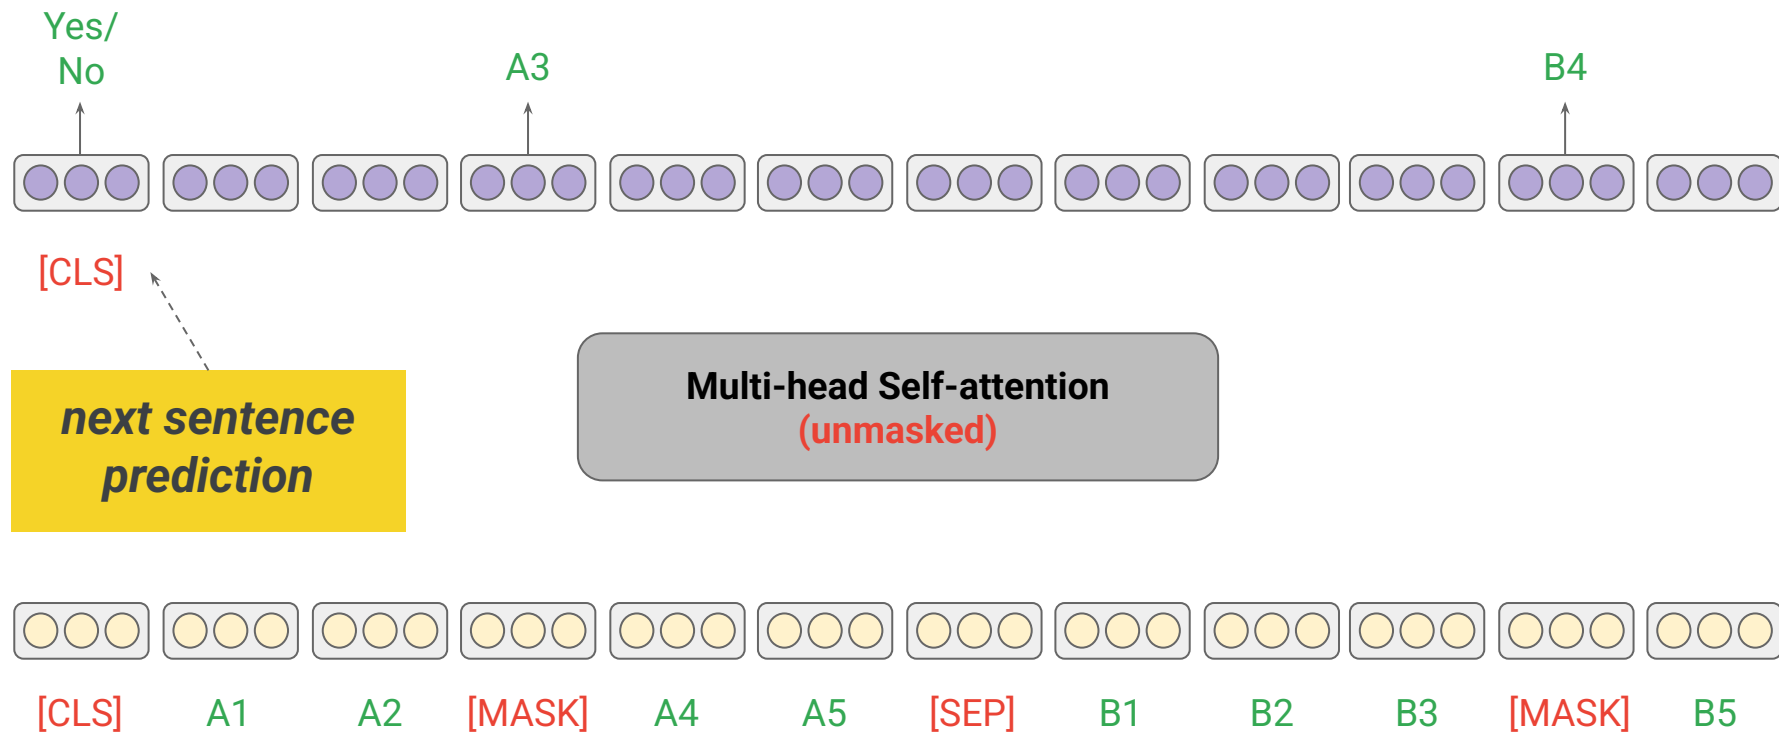 Yes/
No
A3
B4
[CLS]
next sentence
prediction
Multi-head Self-attention
(unmasked)
[CLS] A1 A2 [MASK] A4 A5 [SEP] B1 B2 B3 [MASK] B5